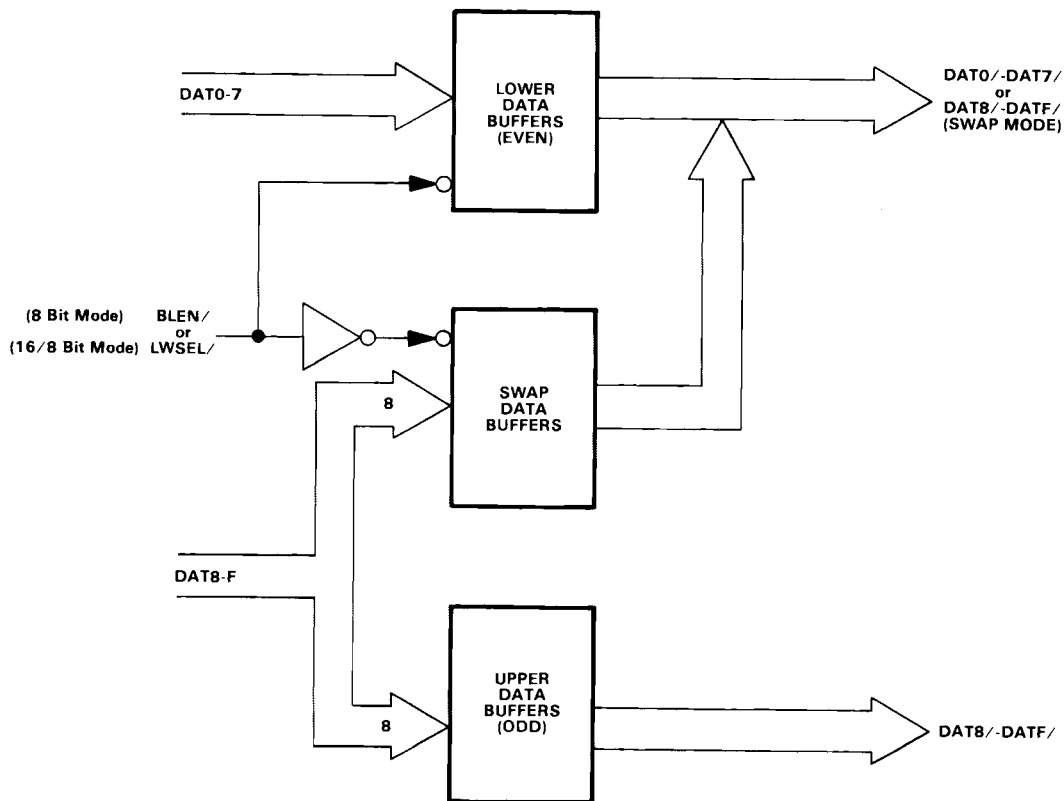 DAT0-7
LOWER
DATA
BUFFERS
(EVEN)
DAT0/-DAT7/
or
DAT8/-DATF/
(SWAP MODE)
(8 Bit Mode) BLEN/
or
(16/8 Bit Mode) LWSEL/
8
SWAP
DATA
BUFFERS
DAT8-F
8
UPPER
DATA
BUFFERS
(ODD)
DAT8/-DATF/